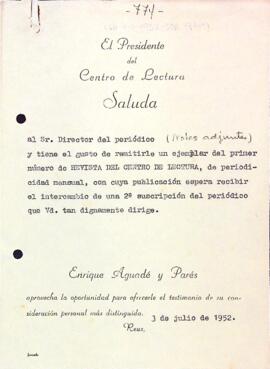 -774-
El Presidente
del
Centro de Lectura
Saluda
al Sr. Director del periódico (Notas adjuntas)
y tiene el gusto de remitirle un ejemplar del primer
número de REVISTA DEL CENTRO DE LECTURA, de periodi-
cidad mensual, con cuya publicación espera recibir
el intercambio de una 2ª suscripción del periódico
que Vd. tan dignamente dirige.
Enrique Aguadé y Parés
aprovecha la oportunidad para ofrecerle el testimonio de su con-
sideración personal más distinguida.
3 de julio de 1952.
Reus,